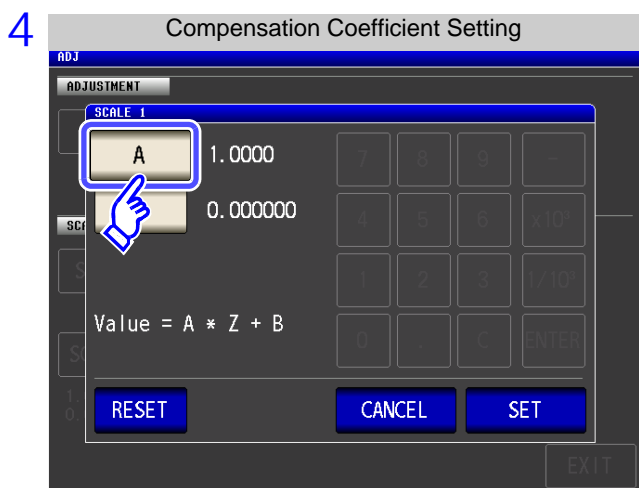 4
Compensation Coefficient Setting
ADJ
ADJUSTMENT
SCALE 1
A 1.0000
0.000000
Value = A * Z + B
7 8 9 -
4 5 6 x10³
1 2 3 1/10³
0 . C ENTER
RESET CANCEL SET
EXIT